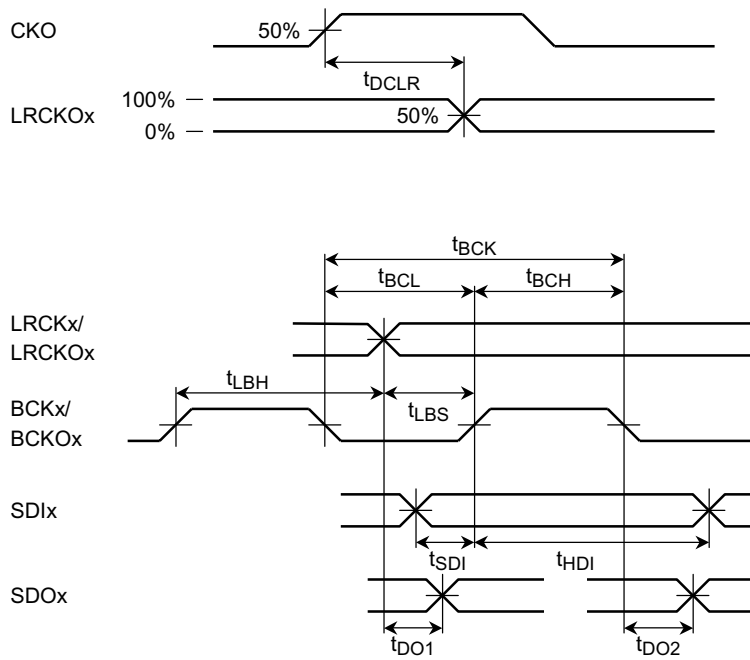 CKO
50%
tDCLR
100%
LRCKOx
50%
0%
tBCK
tBCL
tBCH
LRCKx/
LRCKOx
tLBH
tLBS
BCKx/
BCKOx
SDIx
tSDI
tHDI
SDOx
tDO1
tDO2